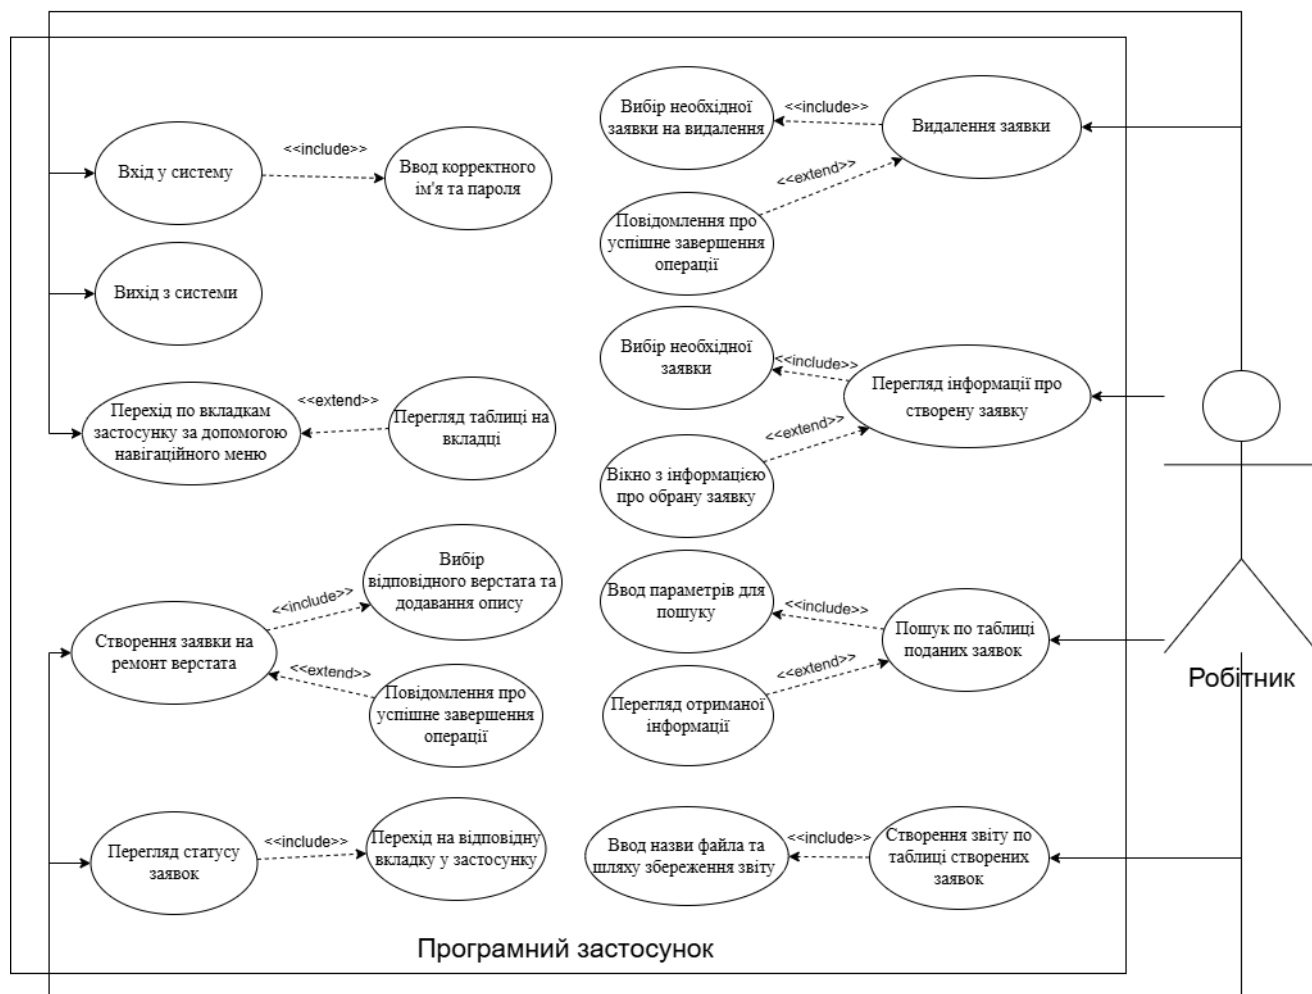 Вхід у систему
<<include>>
Ввод корректного
ім'я та пароля
Вихід з системи
Перехід по вкладкам
застосунку за допомогою
навігаційного меню
<<extend>>
Перегляд таблиці на
вкладці
Створення заявки на
ремонт верстата
<<include>>
Вибір
відповідного верстата та
додавання опису
<<extend>>
Повідомлення про
успішне завершення
операції
Перегляд статусу
заявок
<<include>>
Перехід на відповідну
вкладку у застосунку
Вибір необхідної
заявки на видалення
<<include>>
Видалення заявки
<<extend>>
Повідомлення про
успішне завершення
операції
Вибір необхідної
заявки
<<include>>
Перегляд інформації про
створену заявку
<<extend>>
Вікно з інформацією
про обрану заявку
Ввод параметрів для
пошуку
<<include>>
Пошук по таблиці
поданих заявок
<<extend>>
Перегляд отриманої
інформації
Ввод назви файла та
шляху збереження звіту
<<include>>
Створення звіту по
таблиці створених
заявок
Робітник
Програмний застосунок